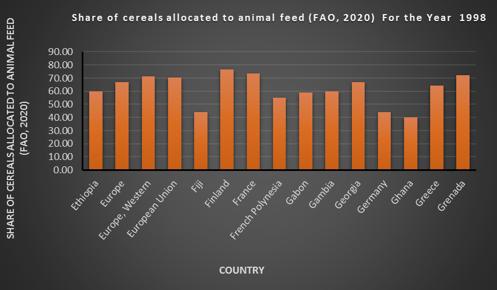 Share of cereals allocated to animal feed (FAO, 2020)  For the Year  1998
SHARE OF CEREALS ALLOCATED TO ANIMAL FEED
(FAO, 2020)
90.00
80.00
70.00
60.00
50.00
40.00
30.00
20.00
10.00
0.00
Ethiopia
Europe
Europe, Western
European Union
Fiji
Finland
France
French Polynesia
Gabon
Gambia
Georgia
Germany
Ghana
Greece
Grenada
COUNTRY